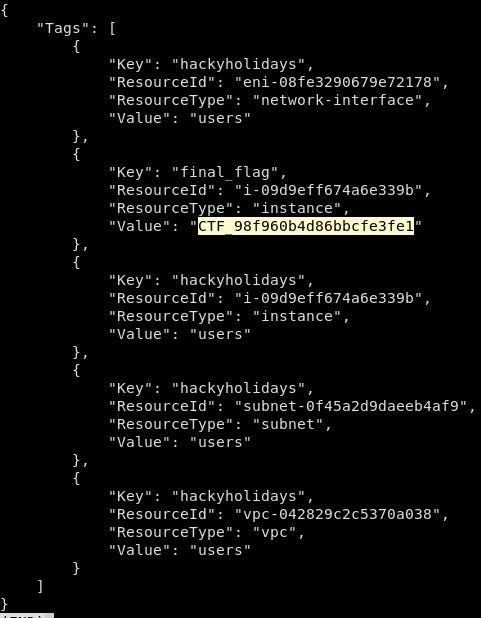 {
    "Tags": [
        {
            "Key": "hackyholidays",
            "ResourceId": "eni-08fe3290679e72178",
            "ResourceType": "network-interface",
            "Value": "users"
        },
        {
            "Key": "final_flag",
            "ResourceId": "i-09d9eff674a6e339b",
            "ResourceType": "instance",
            "Value": "CTF_98f960b4d86bbcfe3fe1"
        },
        {
            "Key": "hackyholidays",
            "ResourceId": "i-09d9eff674a6e339b",
            "ResourceType": "instance",
            "Value": "users"
        },
        {
            "Key": "hackyholidays",
            "ResourceId": "subnet-0f45a2d9daeeb4af9",
            "ResourceType": "subnet",
            "Value": "users"
        },
        {
            "Key": "hackyholidays",
            "ResourceId": "vpc-042829c2c5370a038",
            "ResourceType": "vpc",
            "Value": "users"
        }
    ]
}